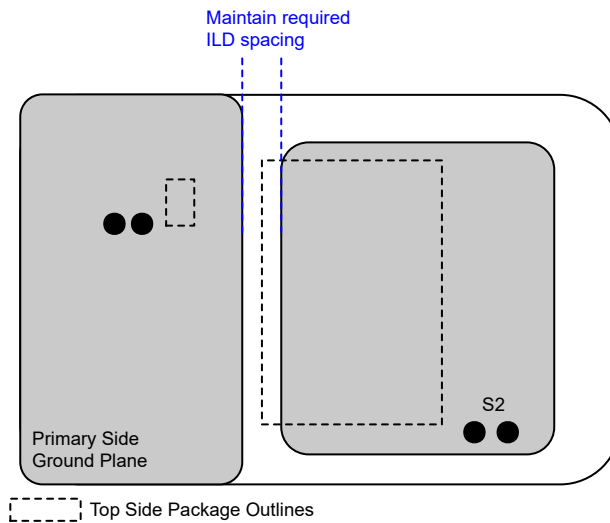 Maintain required
ILD spacing
S2
Primary Side
Ground Plane
Top Side Package Outlines